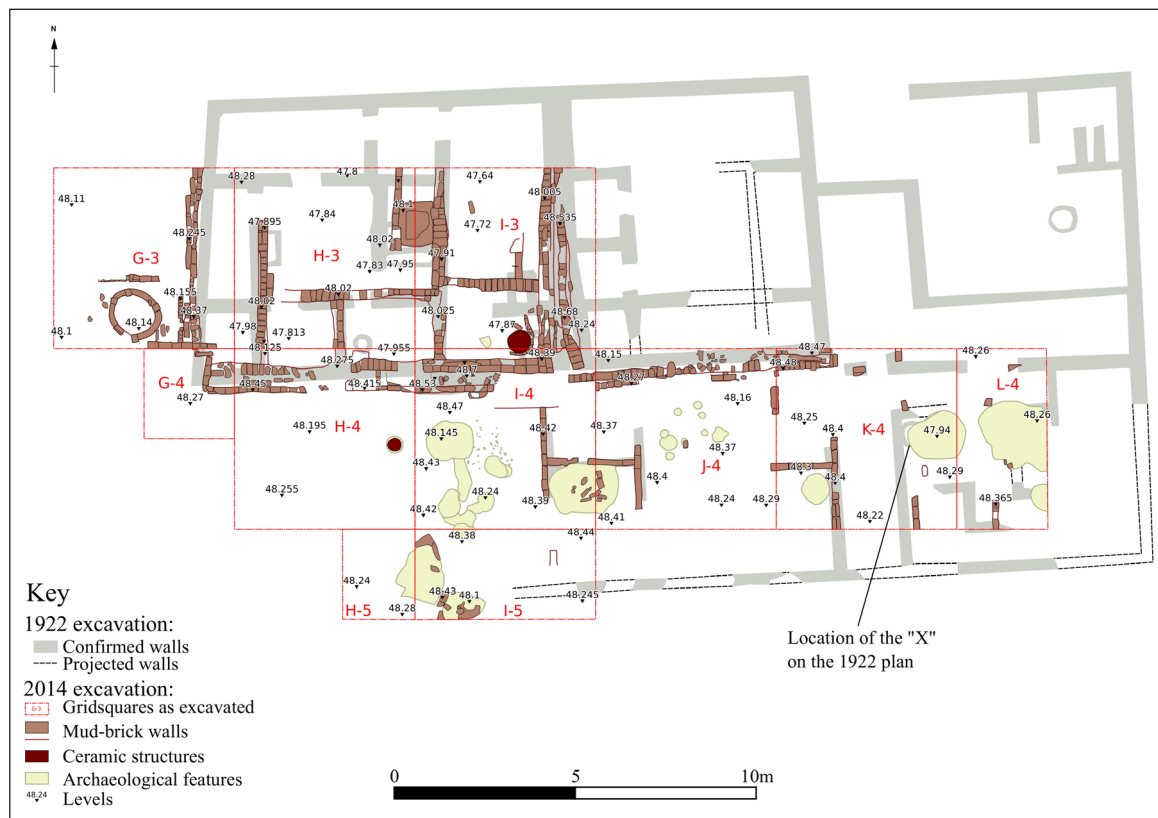 N
48.28
47.8
47.64
48.11
48.1
48.005
47.84
47.895
47.72
I-3
48.535
48.245
48.02
H-3
G-3
47.83
47.95
47.91
48.155
48.02
48.02
48.37
48.025
48.68
48.1
48.14
47.98
47.813
47.87
48.24
48.125
47.955
48.39
48.15
48.47
48.26
48.275
48.7
48.48
G-4
48.45
48.415
48.53
I-4
48.27
L-4
48.27
48.47
48.16
48.26
48.195
H-4
48.145
48.42
48.37
48.25
48.4
K-4
47.94
48.43
48.37
J-4
48.3
48.4
48.4
48.29
48.255
48.24
48.39
48.24
48.29
48.365
48.42
48.41
48.22
48.38
48.44
48.24
48.43
48.1
48.245
H-5
48.28
I-5
Location of the "X"
on the 1922 plan
Key
1922 excavation:
Confirmed walls
Projected walls
2014 excavation:
G-3
Gridsquares as excavated
Mud-brick walls
Ceramic structures
Archaeological features
48.24
Levels
0
5
10m